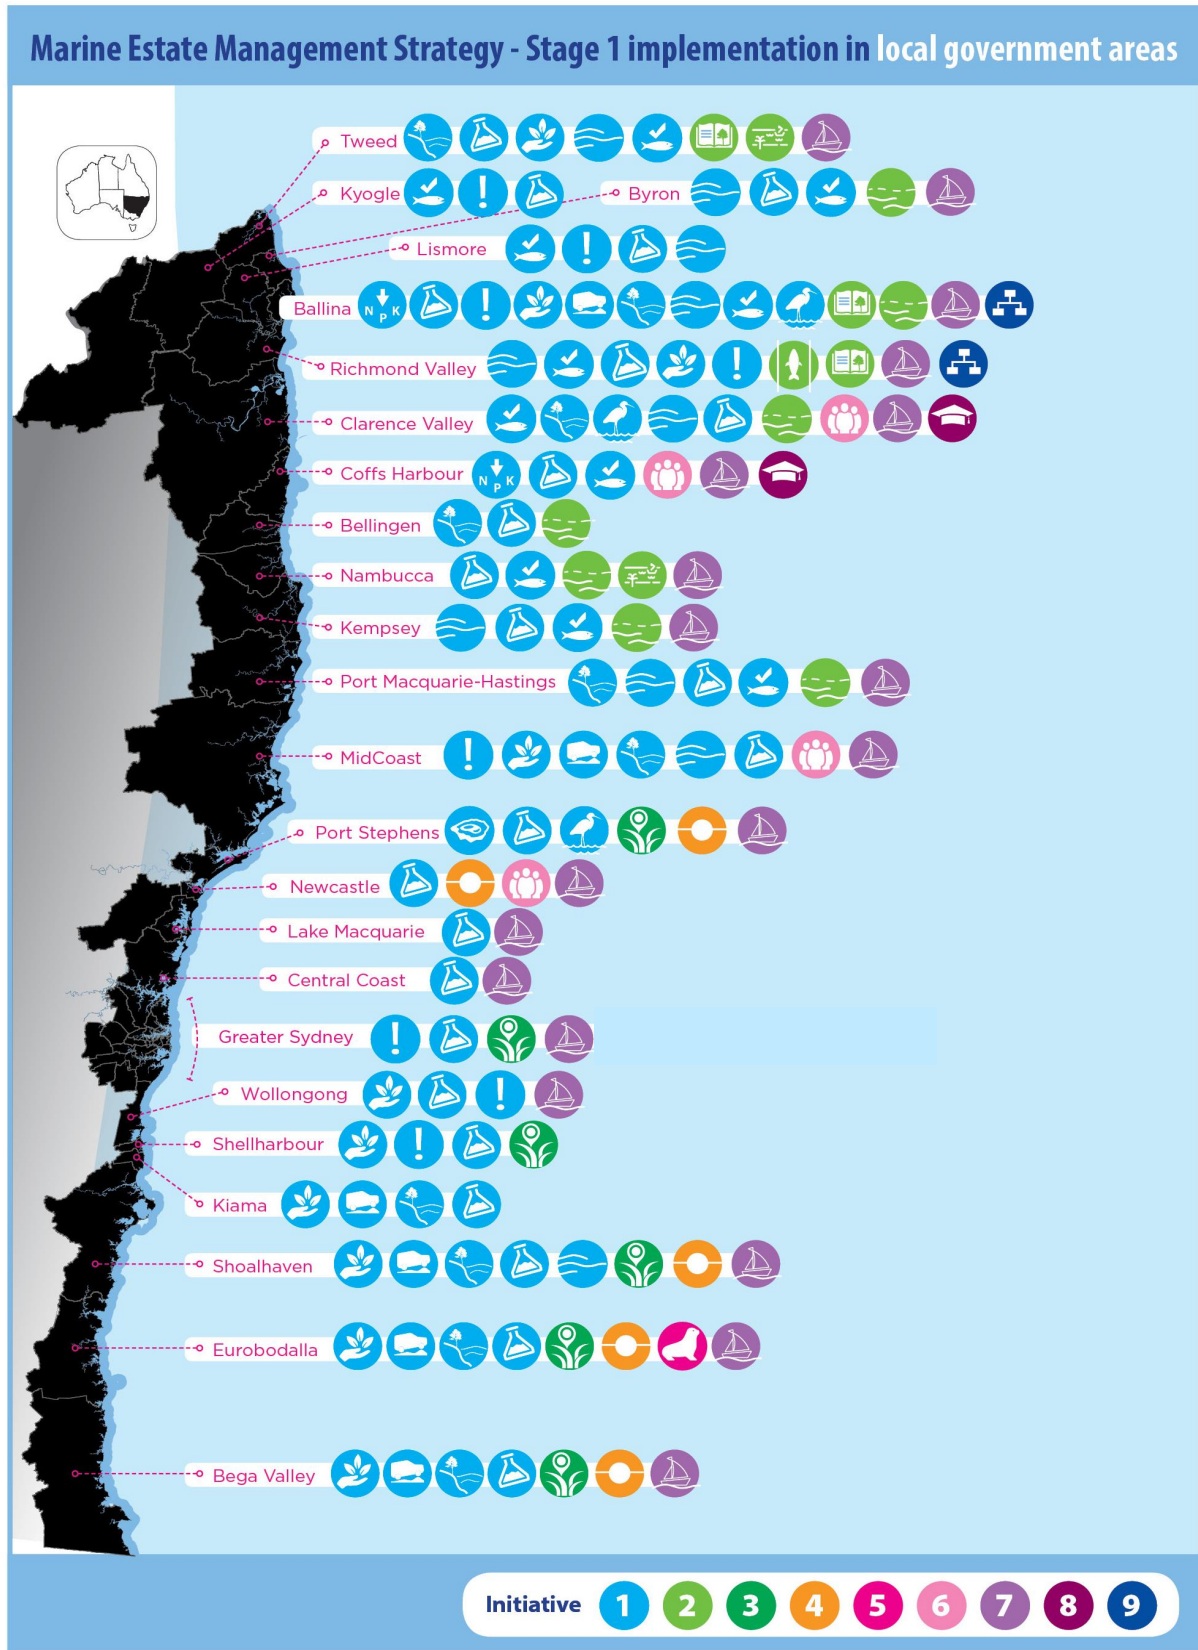 Marine Estate Management Strategy - Stage 1 implementation in local government areas
Tweed
Kyogle
Byron
Lismore
Ballina
N P K
Richmond Valley
Clarence Valley
Coffs Harbour
N P K
Bellingen
Nambucca
Kempsey
Port Macquarie-Hastings
MidCoast
Port Stephens
Newcastle
Lake Macquarie
Central Coast
Greater Sydney
Wollongong
Shellharbour
Kiama
Shoalhaven
Eurobodalla
Bega Valley
Initiative 1 2 3 4 5 6 7 8 9